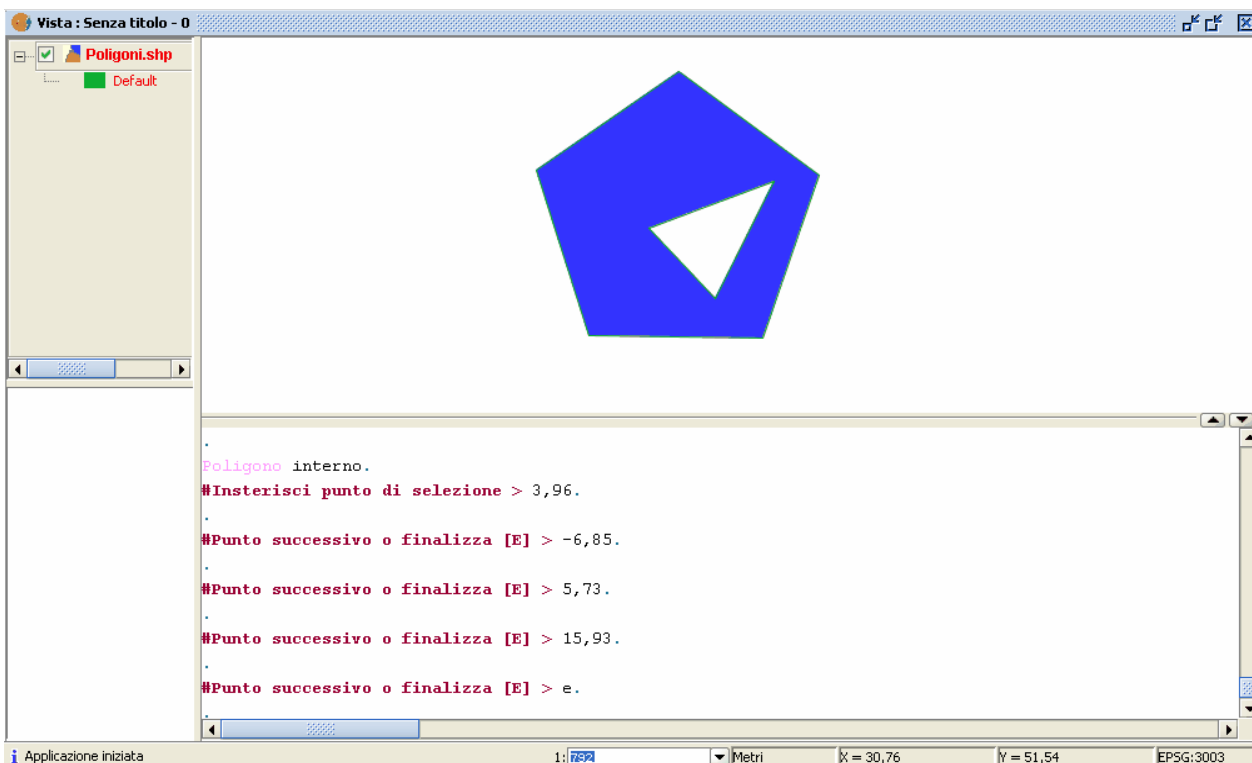 Vista : Senza titolo - 0
Poligoni.shp
Default
.
Poligono interno.
#Insterisci punto di selezione > 3,96.
.
#Punto successivo o finalizza [E] > -6,85.
.
#Punto successivo o finalizza [E] > 5,73.
.
#Punto successivo o finalizza [E] > 15,93.
.
#Punto successivo o finalizza [E] > e.
.
Applicazione iniziata 1: 792 Metri X = 30,76 Y = 51,54 EPSG:3003